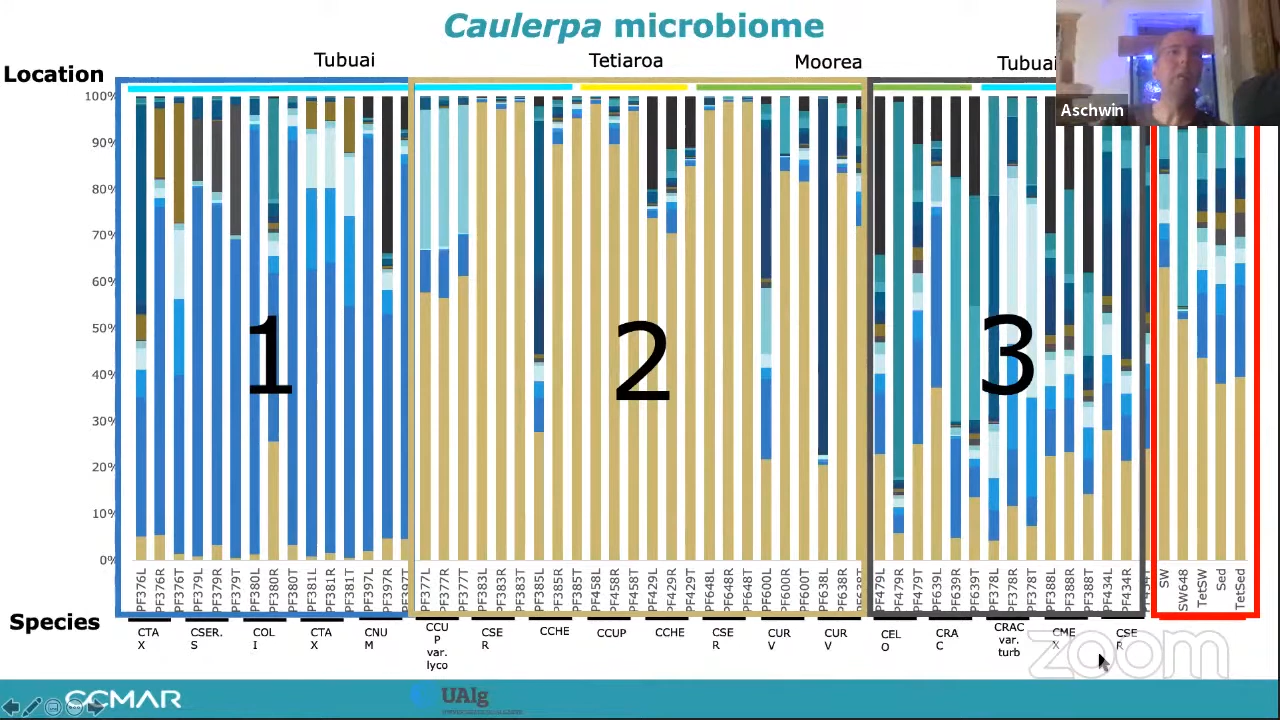 Caulerpa microbiome
Location
Tubuai
Tetiaroa
Moorea
Tubuai
Aschwin
100%
90%
80%
70%
60%
50%
40%
30%
20%
10%
0%
1
2
3
PF376L
PF376R
PF376T
PF379L
PF379R
PF379T
PF380L
PF380R
PF380T
PF381L
PF381R
PF381T
PF397L
PF397R
PF397T
PF377L
PF377R
PF377T
PF383L
PF383R
PF383T
PF385L
PF385R
PF385T
PF458L
PF458R
PF458T
PF429L
PF429R
PF429T
PF648L
PF648R
PF648T
PF600L
PF600R
PF600T
PF638L
PF638R
PF638T
PF479L
PF479R
PF479T
PF639L
PF639R
PF639T
PF378L
PF378R
PF378T
PF388L
PF388R
PF388T
PF434L
PF434R
SW
SW648
TetSW
Sed
TetSed
Species
CTA
X
CSER.
S
COL
I
CTA
X
CNU
M
CCU
P
var.
lyco
CSE
R
CCHE
CCUP
CCHE
CSE
R
CUR
V
CUR
V
CEL
O
CRA
C
CRAC
var.
turb
CME
X
CSE
R
zoom
CCMAR
UAlg